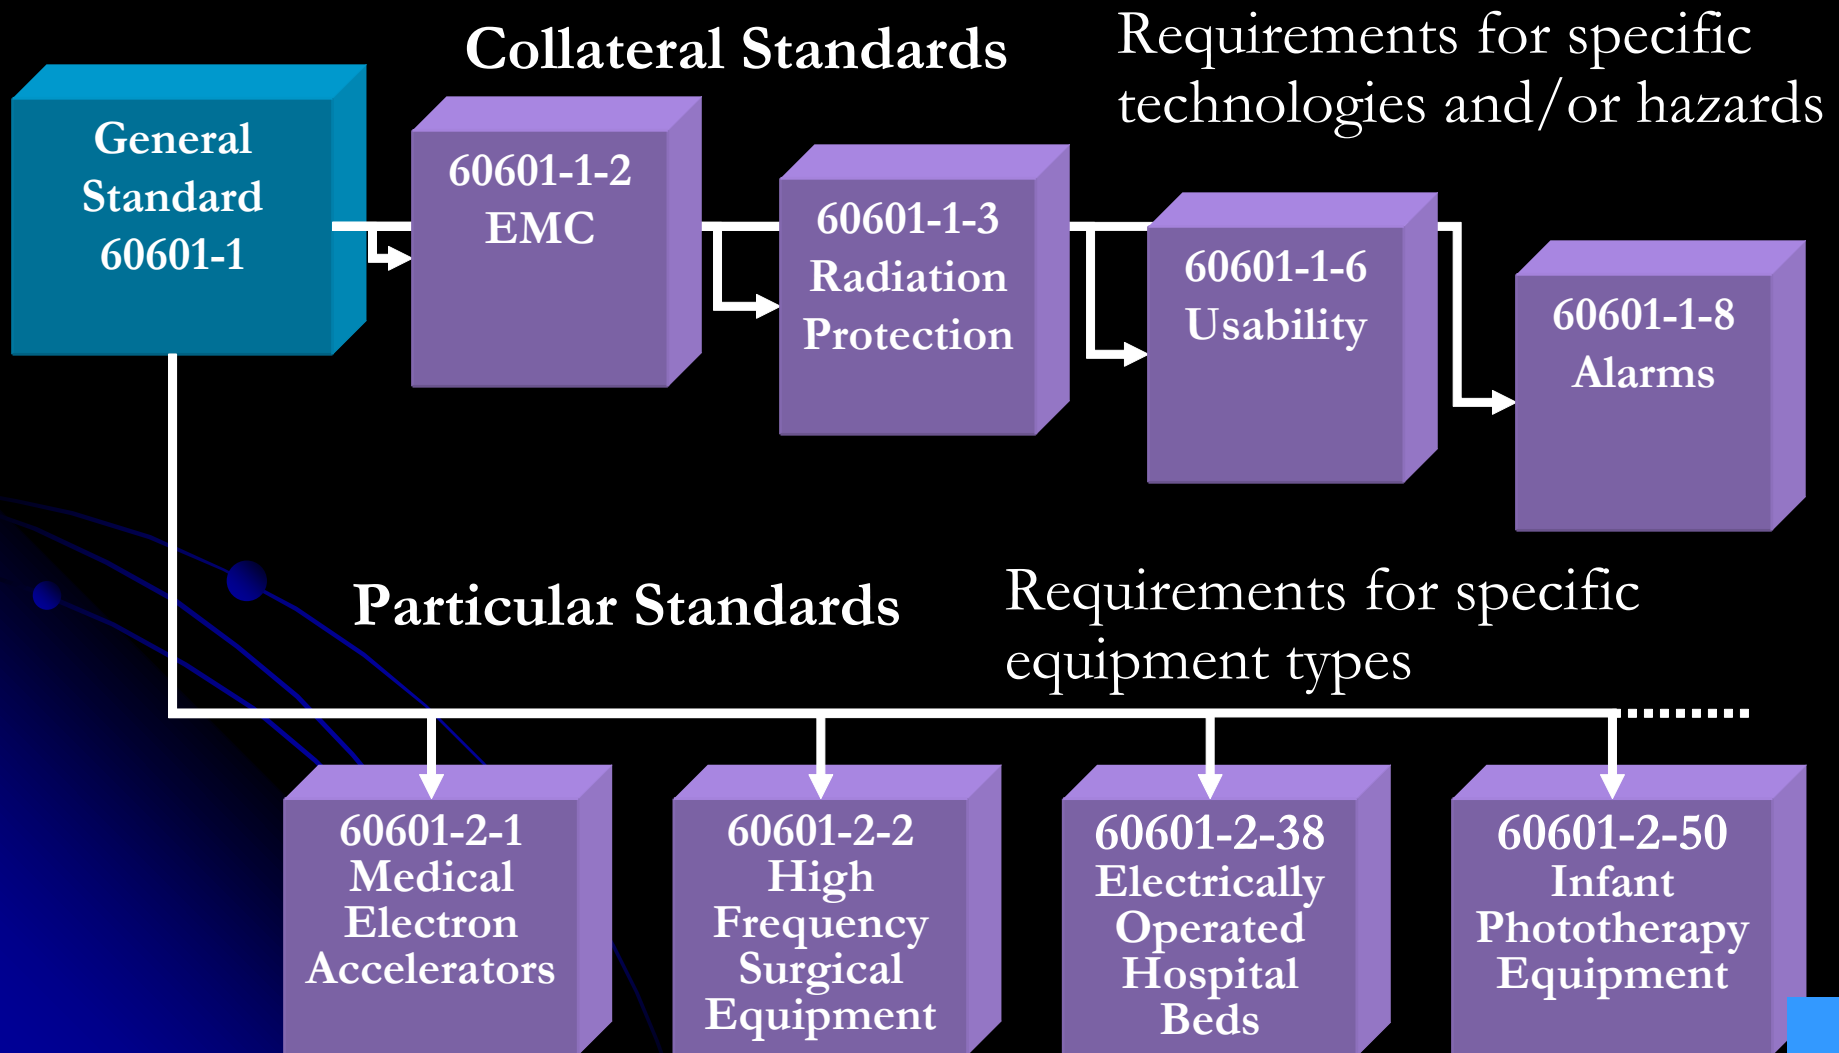 Collateral Standards
Requirements for specific
technologies and/or hazards
General
Standard
60601-1
60601-1-2
EMC
60601-1-3
Radiation
Protection
60601-1-6
Usability
60601-1-8
Alarms
Particular Standards
Requirements for specific
equipment types
60601-2-1
Medical
Electron
Accelerators
60601-2-2
High
Frequency
Surgical
Equipment
60601-2-38
Electrically
Operated
Hospital
Beds
60601-2-50
Infant
Phototherapy
Equipment